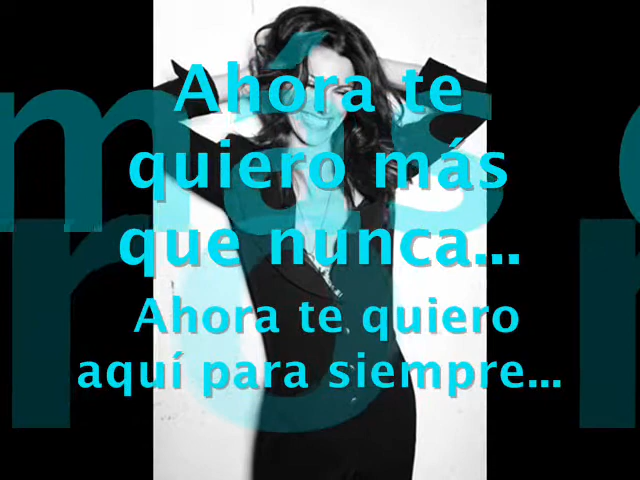 Ahora te
quiero más
que nunca...
Ahora te quiero
aquí para siempre...